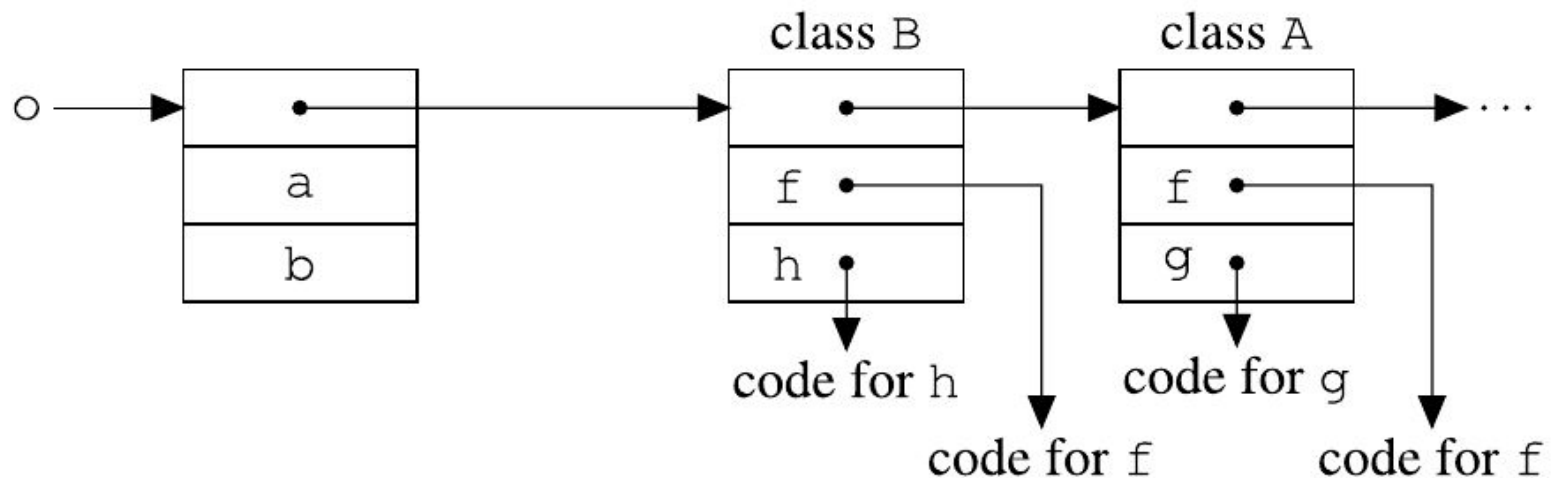 class B class A
o ...
a f f
b h g
code for h code for g
code for f code for f